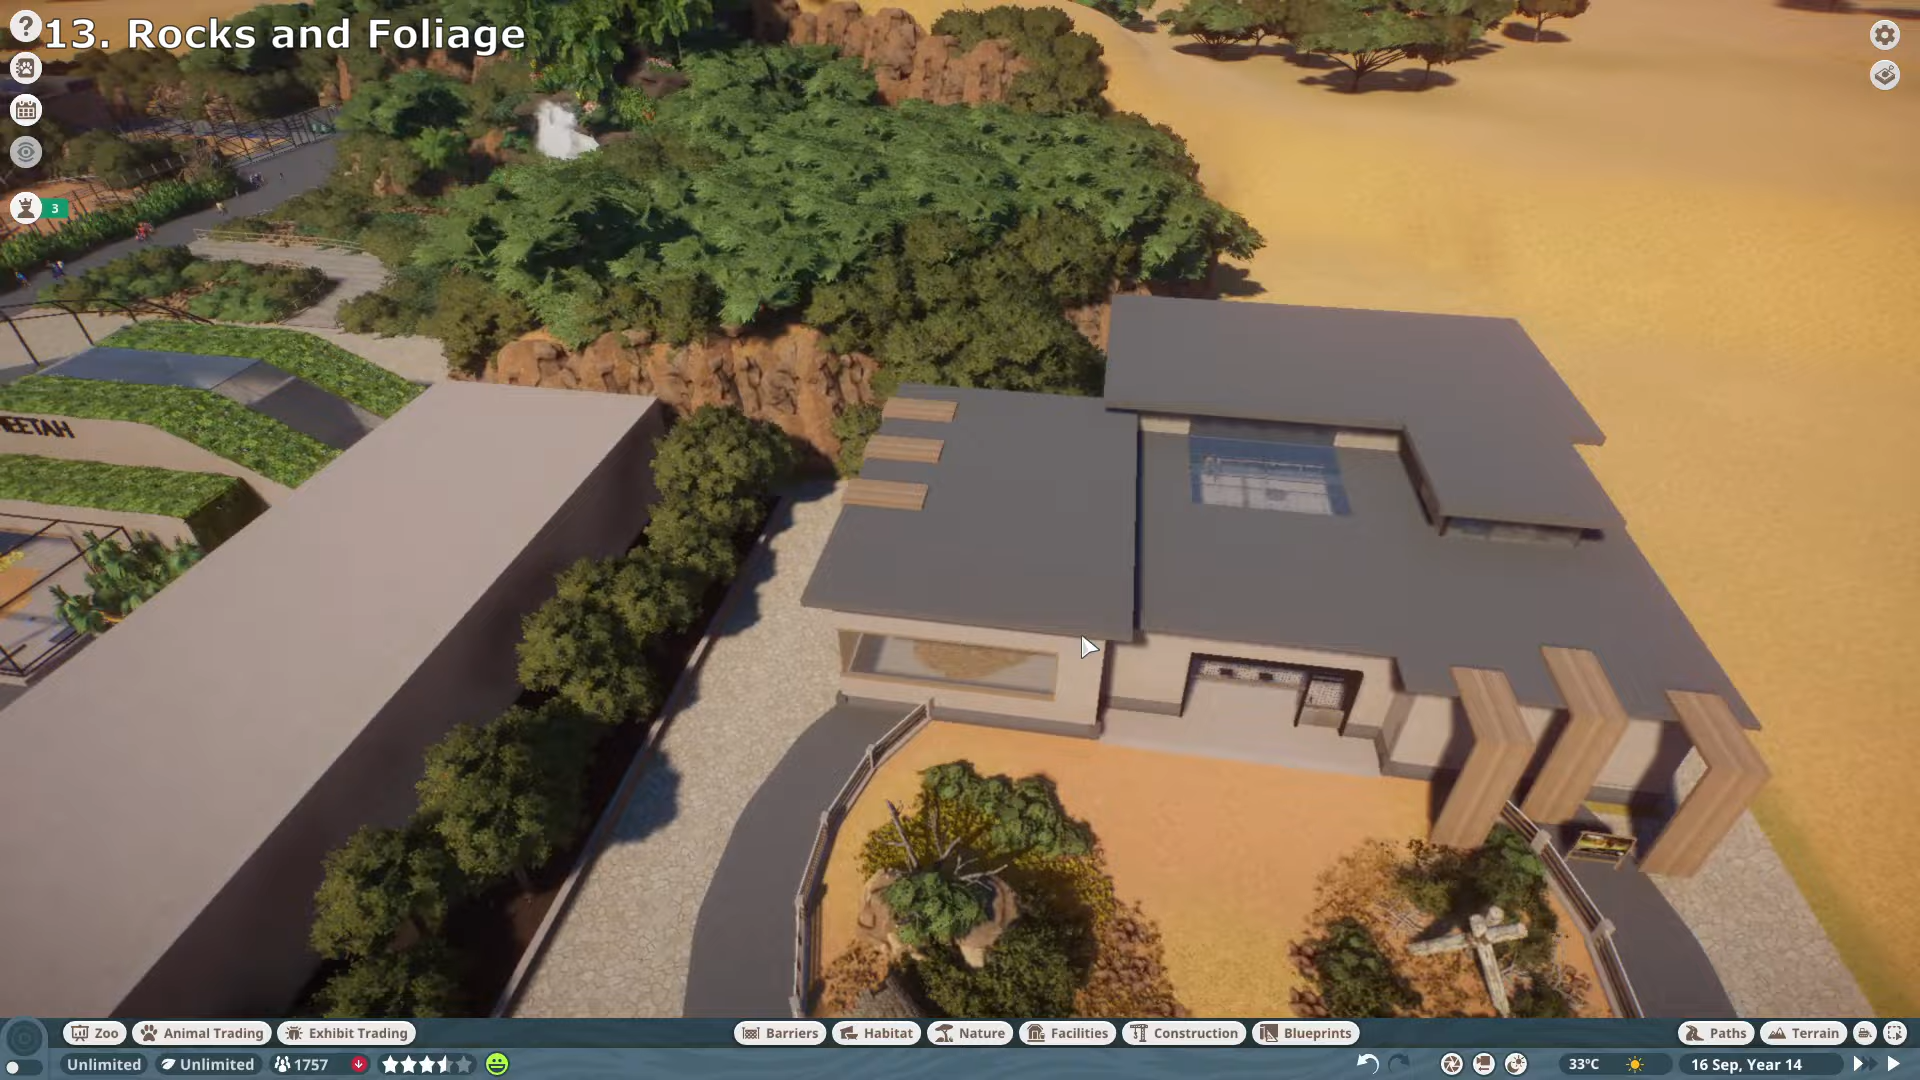 13. Rocks and Foliage
?
3
EETAH
Zoo
Animal Trading
Exhibit Trading
Barriers
Habitat
Nature
Facilities
Construction
Blueprints
Paths
Terrain
Unlimited
Unlimited
1757
33°C
16 Sep, Year 14